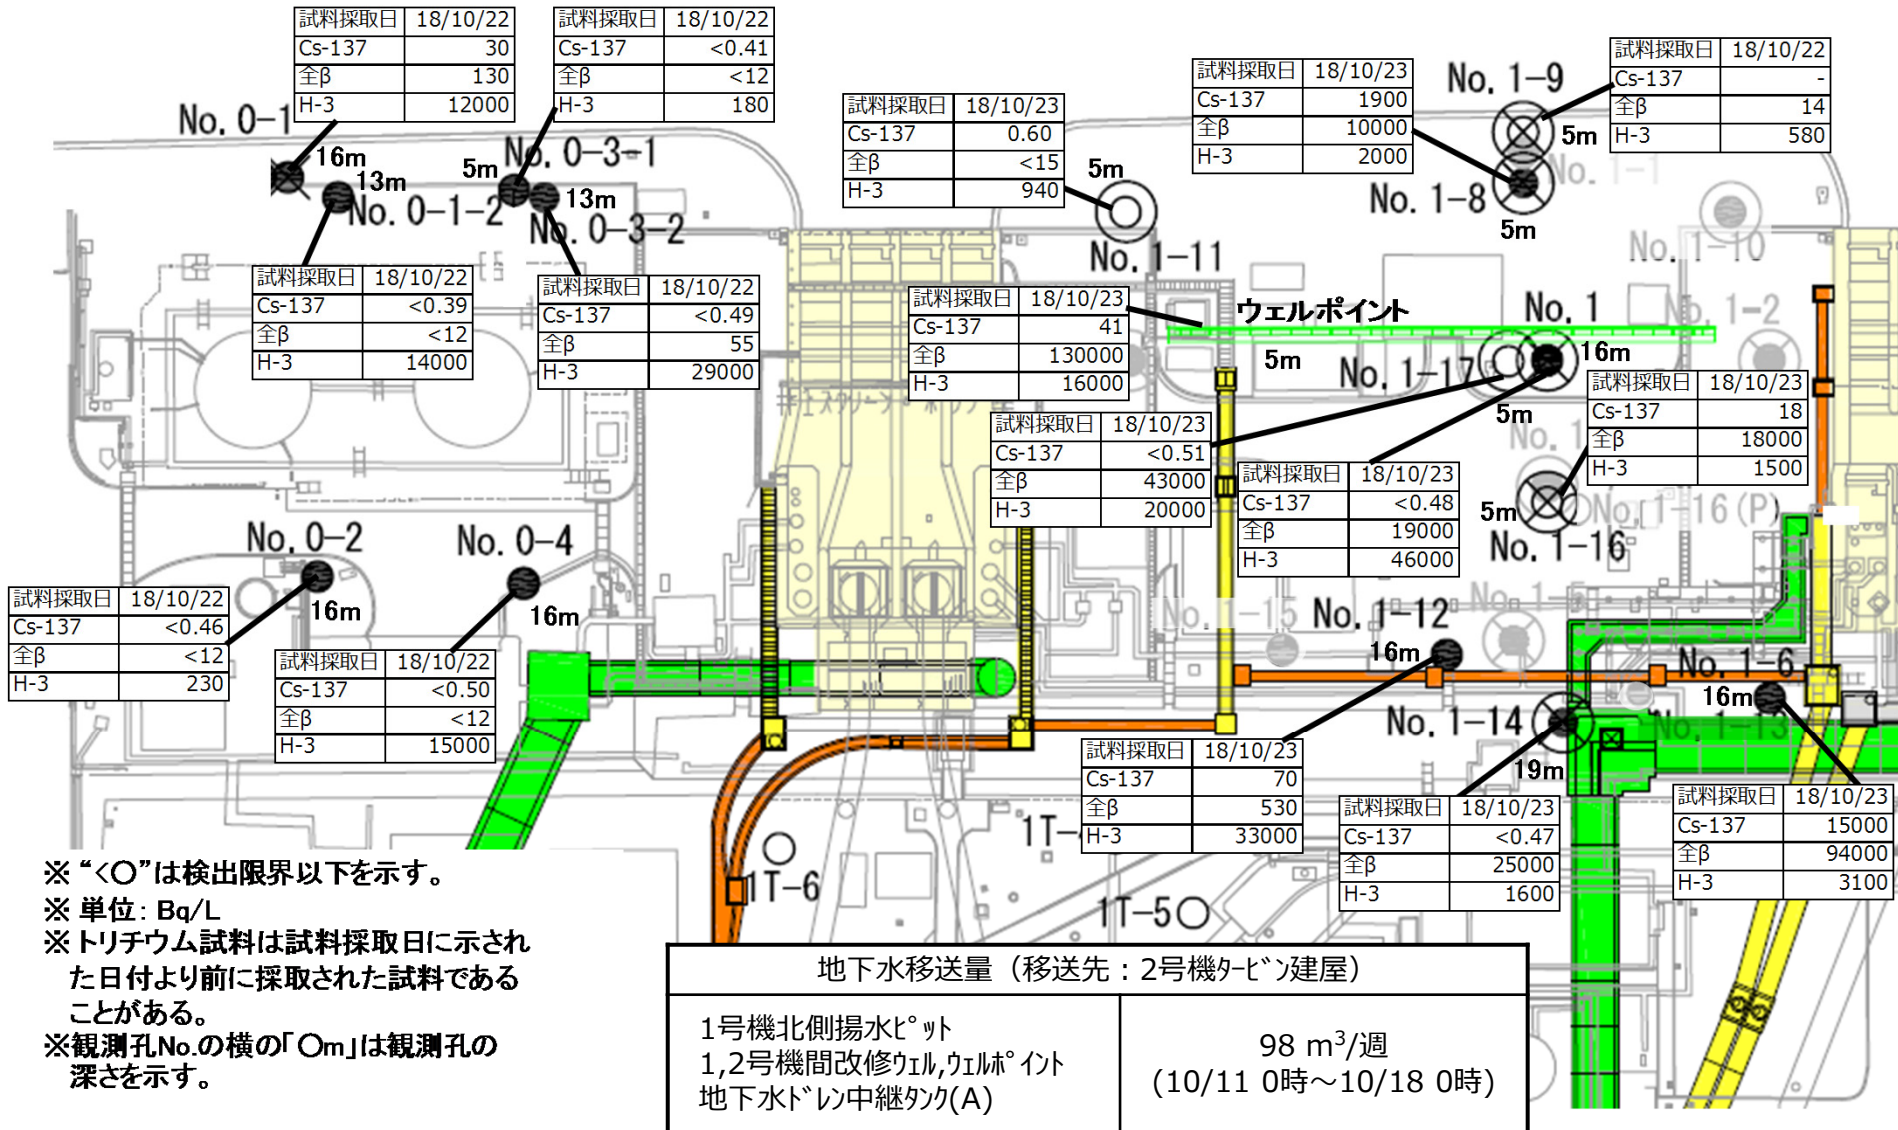 試料採取日 18/10/22
Cs-137 30
全β 130
H-3 12000
試料採取日 18/10/22
Cs-137 <0.41
全β <12
H-3 180
試料採取日 18/10/23
Cs-137 0.60
全β <15
H-3 940
試料採取日 18/10/23
Cs-137 1900
全β 10000
H-3 2000
試料採取日 18/10/22
Cs-137 -
全β 14
H-3 580
No. 0-1
16m
13m
No. 0-1-2
5m
No. 0-3-1
13m
No. 0-3-2
5m
No. 1-11
No. 1-9
5m
No. 1-1
No. 1-8
5m
No. 1-10
試料採取日 18/10/22
Cs-137 <0.39
全β <12
H-3 14000
試料採取日 18/10/22
Cs-137 <0.49
全β 55
H-3 29000
試料採取日 18/10/23
Cs-137 41
全β 130000
H-3 16000
ウェルポイント
5m
No. 1
16m
No. 1-2
No. 1-17
5m
試料採取日 18/10/23
Cs-137 18
全β 18000
H-3 1500
試料採取日 18/10/23
Cs-137 <0.51
全β 43000
H-3 20000
試料採取日 18/10/23
Cs-137 <0.48
全β 19000
H-3 46000
5m
No. 1-16(P)
No. 1-16
No. 0-2
16m
No. 0-4
16m
試料採取日 18/10/22
Cs-137 <0.46
全β <12
H-3 230
試料採取日 18/10/22
Cs-137 <0.50
全β <12
H-3 15000
No. 1-15
No. 1-12
16m
No. 1-5
No. 1-6
16m
No. 1-14
19m
No. 1-13
試料採取日 18/10/23
Cs-137 70
全β 530
H-3 33000
試料採取日 18/10/23
Cs-137 <0.47
全β 25000
H-3 1600
試料採取日 18/10/23
Cs-137 15000
全β 94000
H-3 3100
1T-6
1T-5
※ “<〇”は検出限界以下を示す。
※ 単位: Bq/L
※ トリチウム試料は試料採取日に示され
た日付より前に採取された試料である
ことがある。
※観測孔No.の横の「〇m」は観測孔の
深さを示す。
地下水移送量（移送先：2号機ﾀｰﾋﾞﾝ建屋）
1号機北側揚水ﾋﾟｯﾄ
1,2号機間改修ｳｪﾙ,ｳｪﾙﾎﾟｲﾝﾄ
地下水ﾄﾞﾚﾝ中継ﾀﾝｸ(A)
98 m³/週
(10/11 0時～10/18 0時)